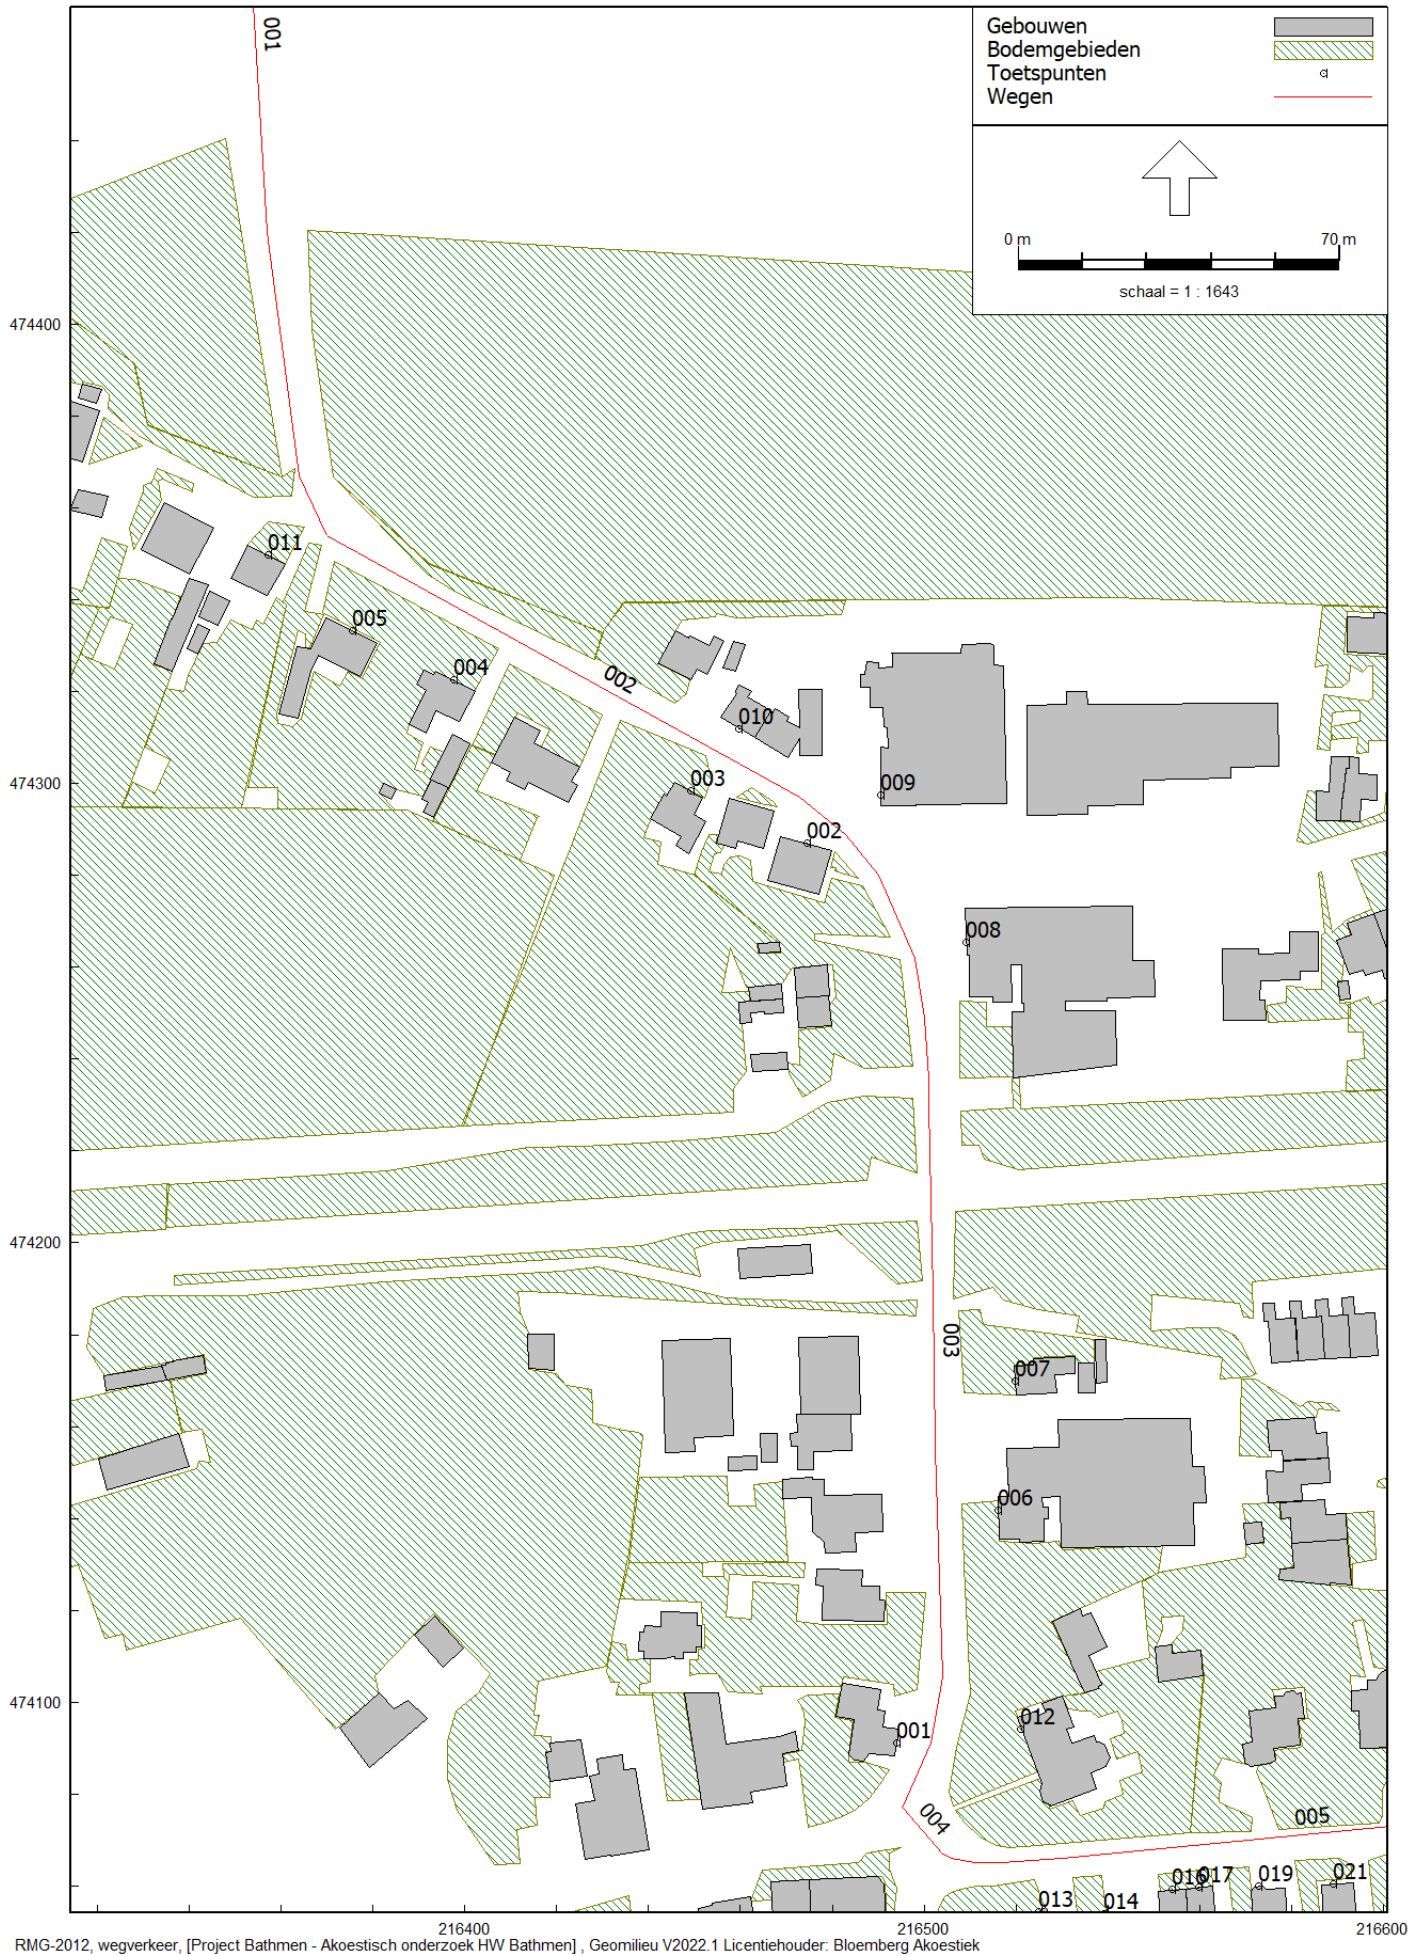 Gebouwen
Bodemgebieden
Toetspunten
Wegen
0 m 70 m
schaal = 1 : 1643
001
474400
011
005
004
002
010
003
009
474300
002
008
474200
003
007
006
474100
012
001
004
005
016 017 019 021
013 014
216400 216500 216600
RMG-2012, wegverkeer, [Project Bathmen - Akoestisch onderzoek HW Bathmen] , Geomilieu V2022.1 Licentiehouder: Bloemberg Akoestiek